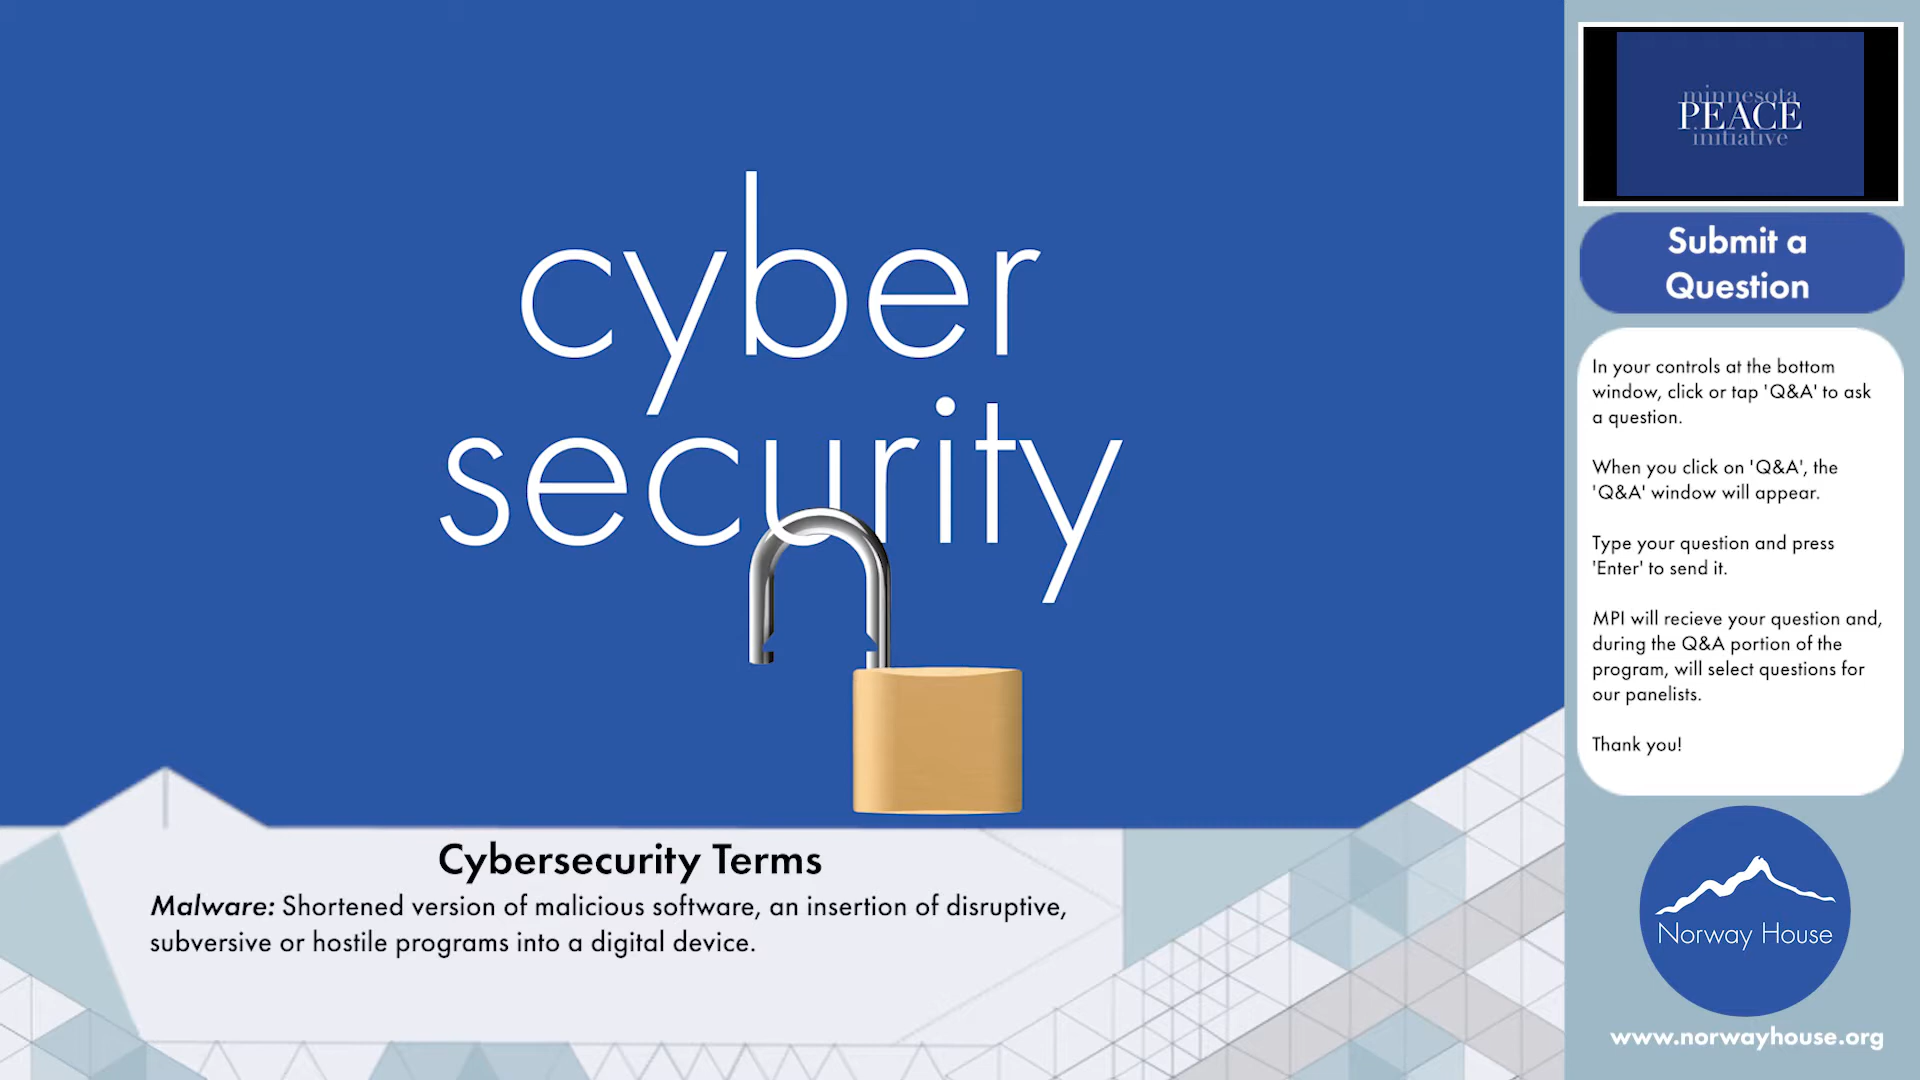 cyber
security
Cybersecurity Terms
Malware: Shortened version of malicious software, an insertion of disruptive,
subversive or hostile programs into a digital device.
minnesota
PEACE
initiative
Submit a
Question
In your controls at the bottom
window, click or tap 'Q&A' to ask
a question.
When you click on 'Q&A', the
'Q&A' window will appear.
Type your question and press
'Enter' to send it.
MPI will recieve your question and,
during the Q&A portion of the
program, will select questions for
our panelists.
Thank you!
Norway House
www.norwayhouse.org